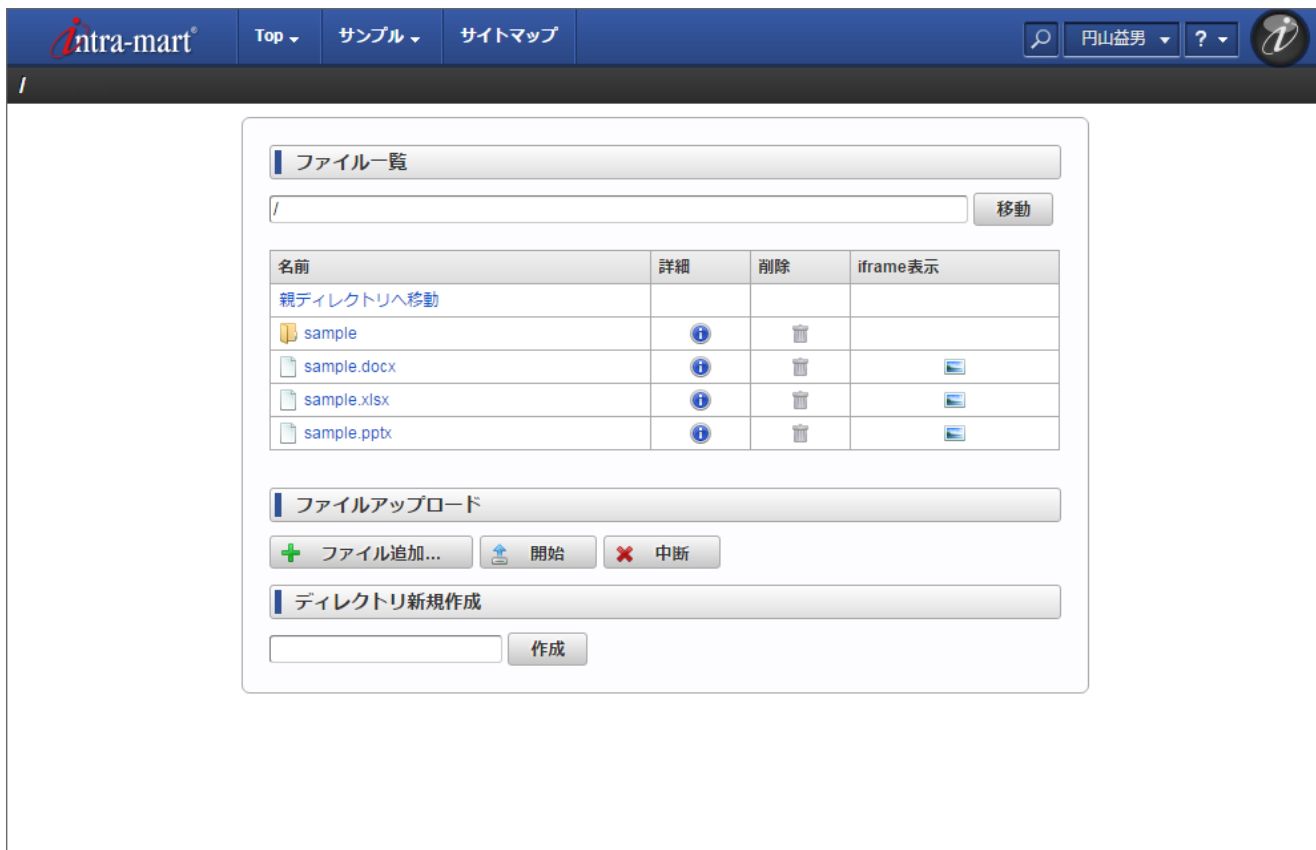 intra-mart®
Top サンプル サイトマップ 円山益男 ?
/
ファイル一覧
/ 移動
名前 詳細 削除 iframe表示
親ディレクトリへ移動
sample
sample.docx
sample.xlsx
sample.pptx
ファイルアップロード
ファイル追加... 開始 中断
ディレクトリ新規作成
作成